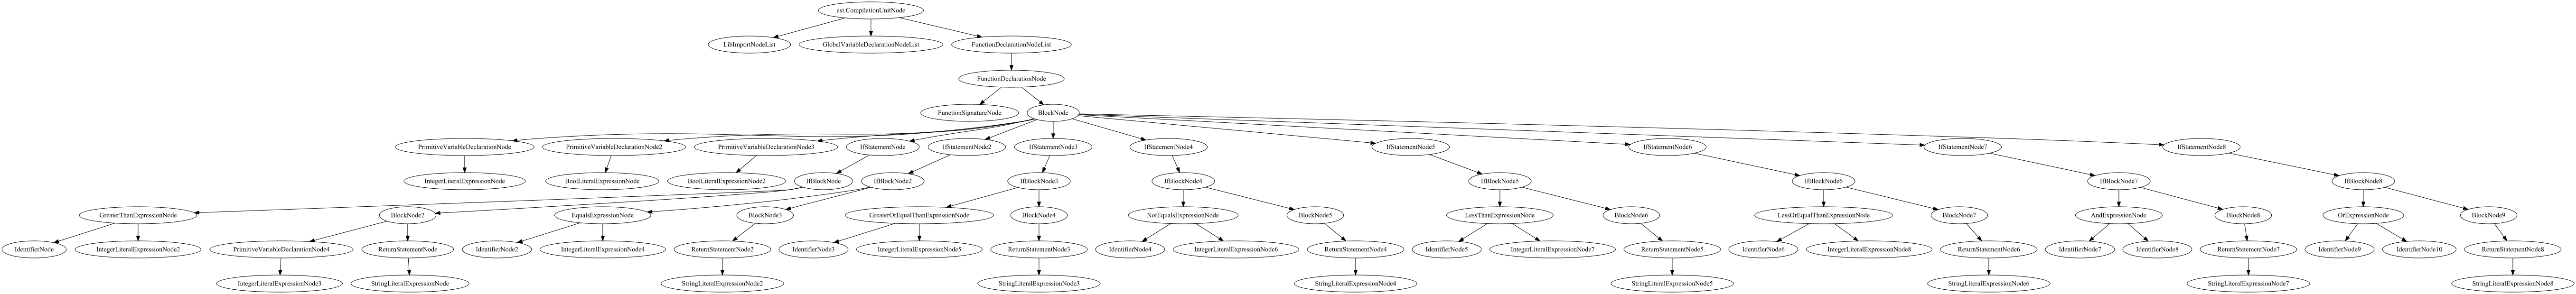 ast.CompilationUnitNode
LibImportNodeList
GlobalVariableDeclarationNodeList
FunctionDeclarationNodeList
FunctionDeclarationNode
FunctionSignatureNode
BlockNode
PrimitiveVariableDeclarationNode
PrimitiveVariableDeclarationNode2
PrimitiveVariableDeclarationNode3
IfStatementNode
IfStatementNode2
IfStatementNode3
IfStatementNode4
IfStatementNode5
IfStatementNode6
IfStatementNode7
IfStatementNode8
IntegerLiteralExpressionNode
BoolLiteralExpressionNode
BoolLiteralExpressionNode2
IfBlockNode
IfBlockNode2
IfBlockNode3
IfBlockNode4
IfBlockNode5
IfBlockNode6
IfBlockNode7
IfBlockNode8
GreaterThanExpressionNode
BlockNode2
EqualsExpressionNode
BlockNode3
GreaterOrEqualThanExpressionNode
BlockNode4
NotEqualsExpressionNode
BlockNode5
LessThanExpressionNode
BlockNode6
LessOrEqualThanExpressionNode
BlockNode7
AndExpressionNode
BlockNode8
OrExpressionNode
BlockNode9
IdentifierNode
IntegerLiteralExpressionNode2
PrimitiveVariableDeclarationNode4
ReturnStatementNode
IdentifierNode2
IntegerLiteralExpressionNode4
ReturnStatementNode2
IdentifierNode3
IntegerLiteralExpressionNode5
ReturnStatementNode3
IdentifierNode4
IntegerLiteralExpressionNode6
ReturnStatementNode4
IdentifierNode5
IntegerLiteralExpressionNode7
ReturnStatementNode5
IdentifierNode6
IntegerLiteralExpressionNode8
ReturnStatementNode6
IdentifierNode7
IdentifierNode8
ReturnStatementNode7
IdentifierNode9
IdentifierNode10
ReturnStatementNode8
IntegerLiteralExpressionNode3
StringLiteralExpressionNode
StringLiteralExpressionNode2
StringLiteralExpressionNode3
StringLiteralExpressionNode4
StringLiteralExpressionNode5
StringLiteralExpressionNode6
StringLiteralExpressionNode7
StringLiteralExpressionNode8